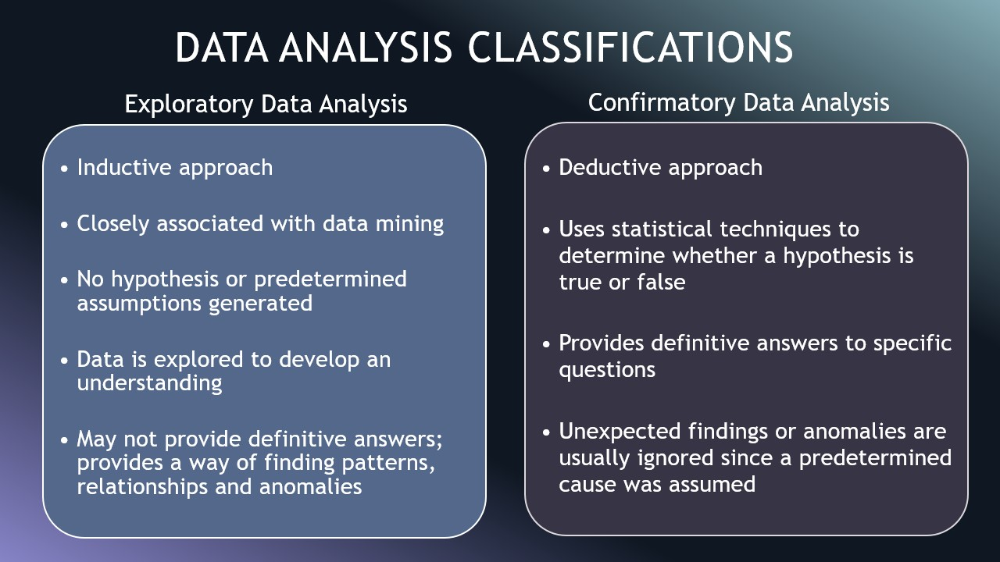 DATA ANALYSIS CLASSIFICATIONS
Exploratory Data Analysis
• Inductive approach
• Closely associated with data mining
• No hypothesis or predetermined
assumptions generated
• Data is explored to develop an
understanding
• May not provide definitive answers;
provides a way of finding patterns,
relationships and anomalies
Confirmatory Data Analysis
• Deductive approach
• Uses statistical techniques to
determine whether a hypothesis is
true or false
• Provides definitive answers to specific
questions
• Unexpected findings or anomalies are
usually ignored since a predetermined
cause was assumed